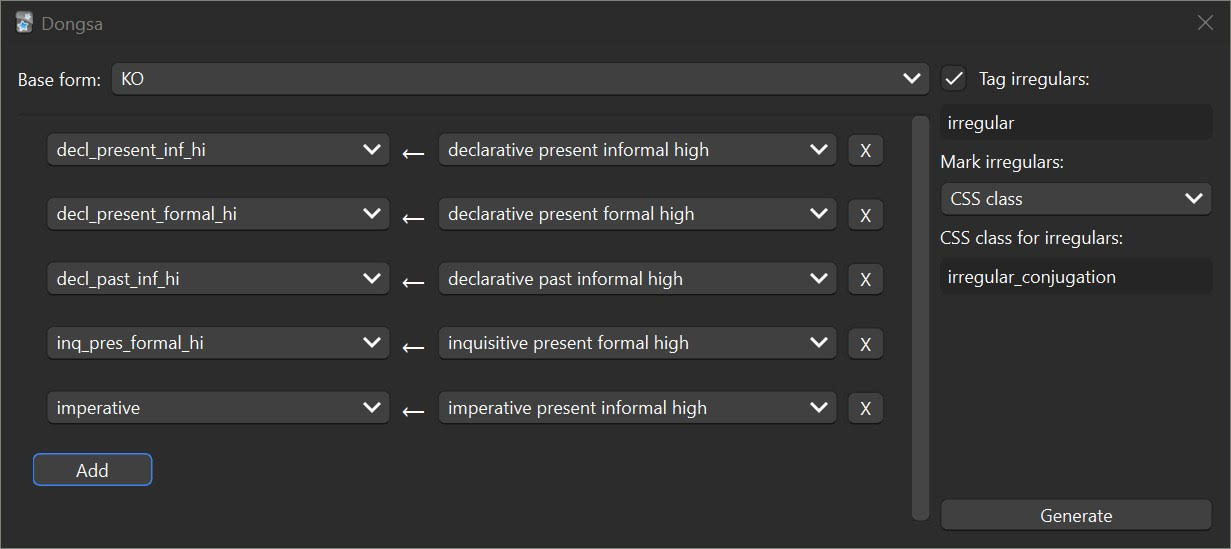 Dongsa
Base form: KO
Tag irregulars:
irregular
Mark irregulars:
CSS class
CSS class for irregulars:
irregular_conjugation
decl_present_inf_hi ← declarative present informal high X
decl_present_formal_hi ← declarative present formal high X
decl_past_inf_hi ← declarative past informal high X
inq_pres_formal_hi ← inquisitive present formal high X
imperative ← imperative present informal high X
Add
Generate